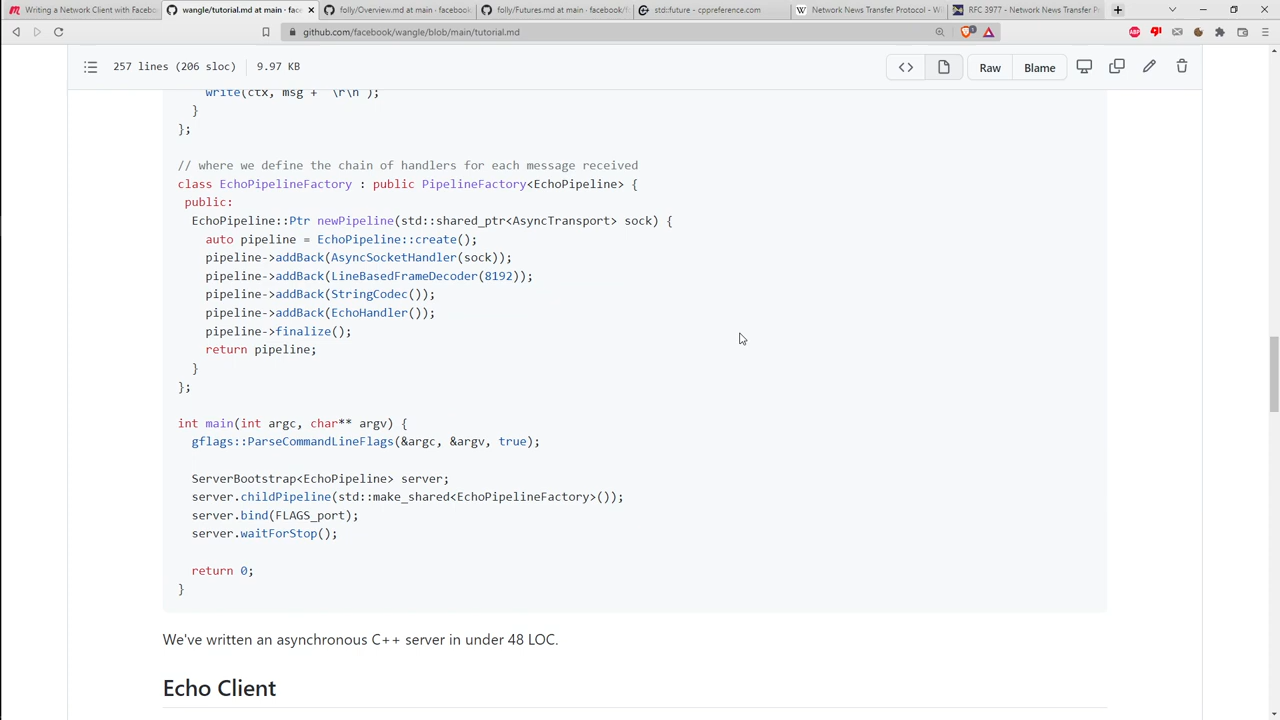 Writing a Network Client with Facebo
wangle/tutorial.md at main · face
folly/Overview.md at main · facebook
folly/Futures.md at main · facebook/f
std::future - cppreference.com
Network News Transfer Protocol - Wi
RFC 3977 - Network News Transfer P
github.com/facebook/wangle/blob/main/tutorial.md
257 lines (206 sloc) 9.97 KB
Raw
Blame
write(ctx, msg + "\r\n");
}
};
// where we define the chain of handlers for each message received
class EchoPipelineFactory : public PipelineFactory<EchoPipeline> {
public:
EchoPipeline::Ptr newPipeline(std::shared_ptr<AsyncTransport> sock) {
auto pipeline = EchoPipeline::create();
pipeline->addBack(AsyncSocketHandler(sock));
pipeline->addBack(LineBasedFrameDecoder(8192));
pipeline->addBack(StringCodec());
pipeline->addBack(EchoHandler());
pipeline->finalize();
return pipeline;
}
};
int main(int argc, char** argv) {
gflags::ParseCommandLineFlags(&argc, &argv, true);
ServerBootstrap<EchoPipeline> server;
server.childPipeline(std::make_shared<EchoPipelineFactory>());
server.bind(FLAGS_port);
server.waitForStop();
return 0;
}
We've written an asynchronous C++ server in under 48 LOC.
Echo Client